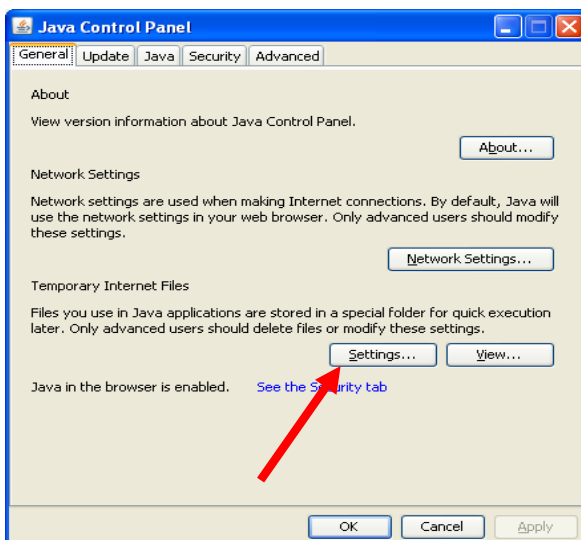 Java Control Panel
General Update Java Security Advanced
About
View version information about Java Control Panel.
About...
Network Settings
Network settings are used when making Internet connections. By default, Java will
use the network settings in your web browser. Only advanced users should modify
these settings.
Network Settings...
Temporary Internet Files
Files you use in Java applications are stored in a special folder for quick execution
later. Only advanced users should delete files or modify these settings.
Settings... View...
Java in the browser is enabled. See the Security tab
OK Cancel Apply